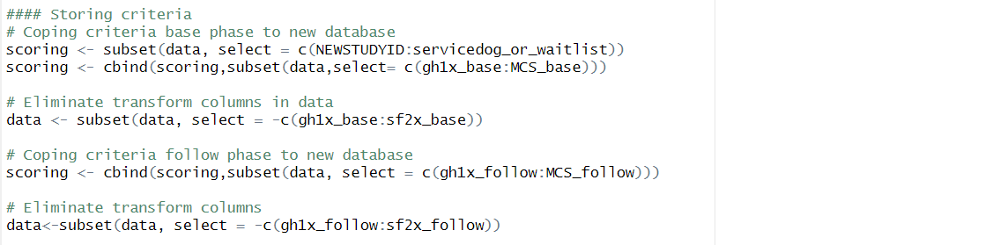 #### Storing criteria
# Coping criteria base phase to new database
scoring <- subset(data, select = c(NEWSTUDYID:servicedog_or_waitlist))
scoring <- cbind(scoring,subset(data,select= c(gh1x_base:MCS_base)))
# Eliminate transform columns in data
data <- subset(data, select = -c(gh1x_base:sf2x_base))
# Coping criteria follow phase to new database
scoring <- cbind(scoring,subset(data, select = c(gh1x_follow:MCS_follow)))
# Eliminate transform columns
data<-subset(data, select = -c(gh1x_follow:sf2x_follow))